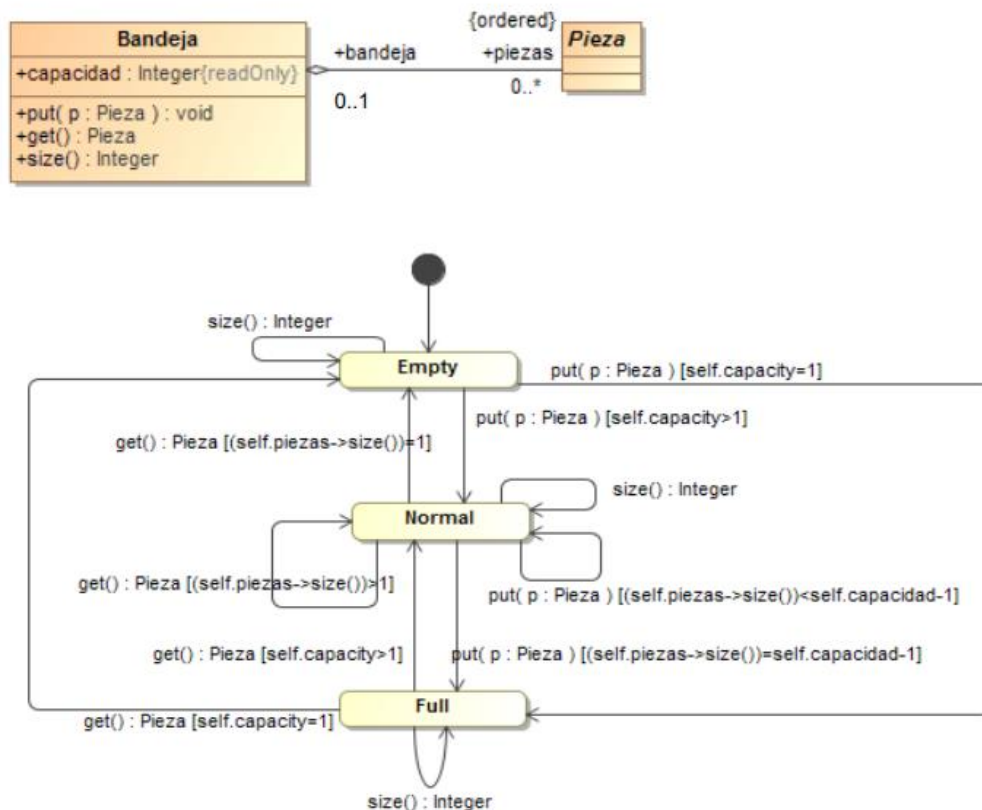 Bandeja
+capacidad : Integer{readOnly}
+put( p : Pieza ) : void
+get() : Pieza
+size() : Integer
+bandeja
0..1
{ordered}
+piezas
0..*
Pieza
size() : Integer
Empty
put( p : Pieza ) [self.capacity=1]
put( p : Pieza ) [self.capacity>1]
get() : Pieza [(self.piezas->size())=1]
size() : Integer
Normal
get() : Pieza [(self.piezas->size())>1]
put( p : Pieza ) [(self.piezas->size())<self.capacidad-1]
get() : Pieza [self.capacity>1]
put( p : Pieza ) [(self.piezas->size())=self.capacidad-1]
Full
get() : Pieza [self.capacity=1]
size() : Integer